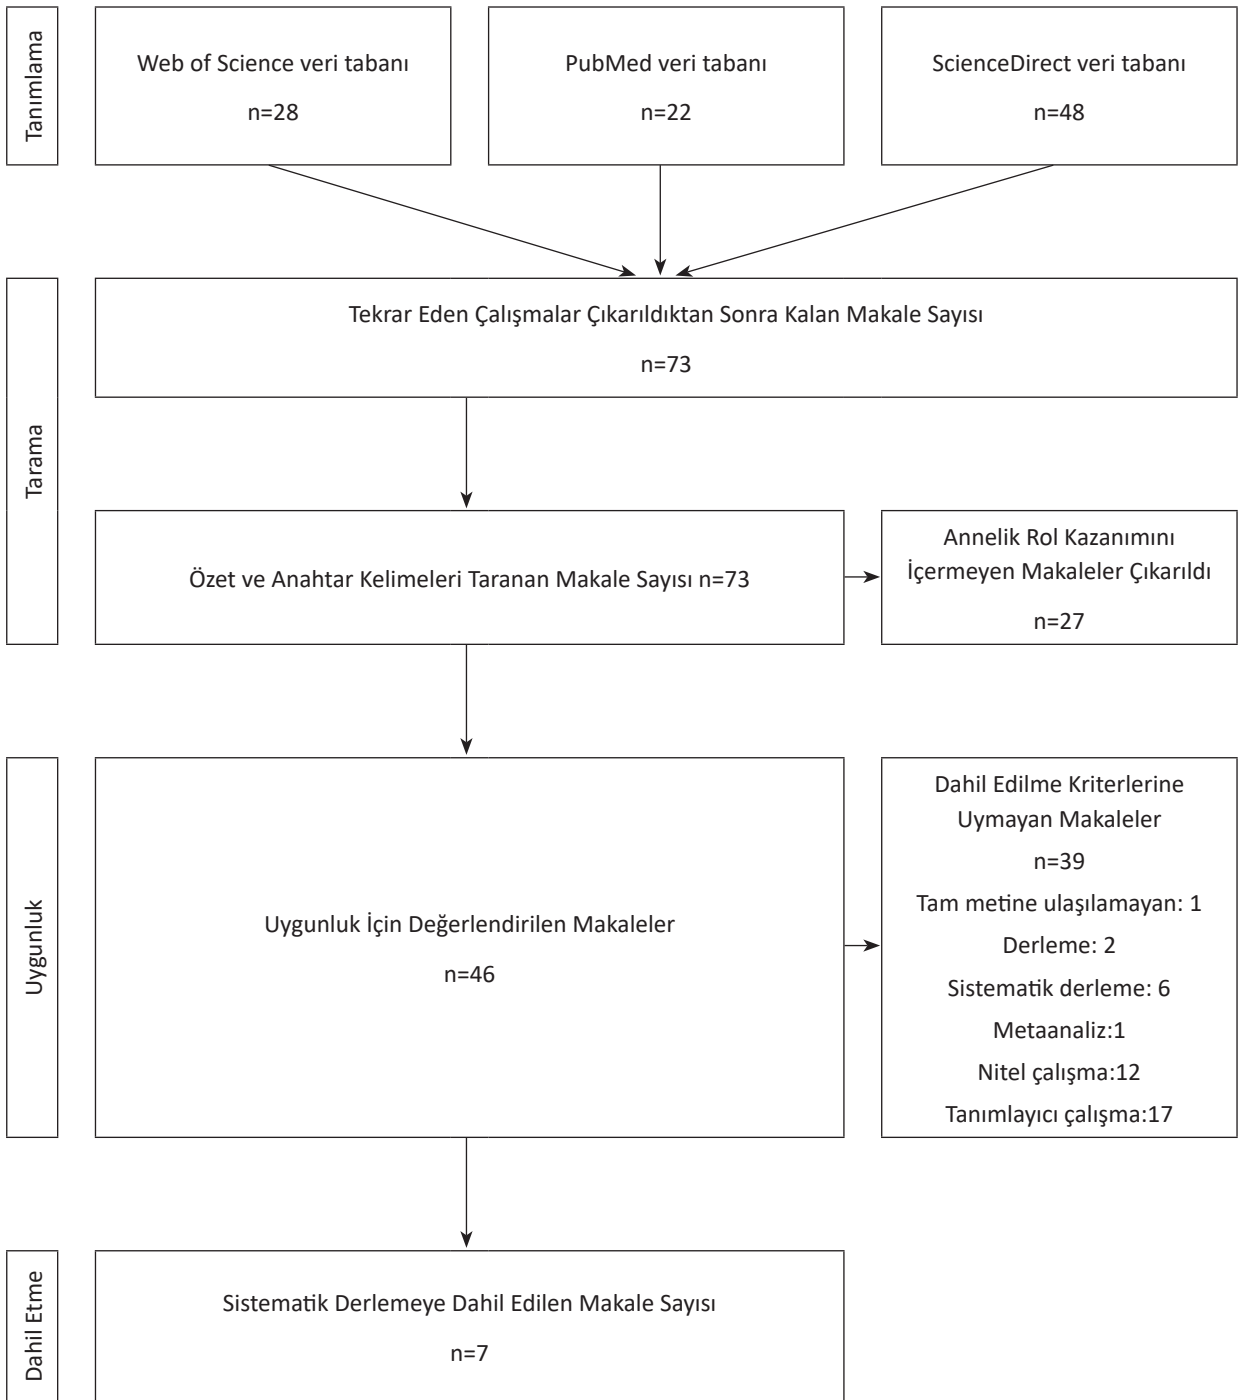 Tanımlama
Web of Science veri tabanı
n=28
PubMed veri tabanı
n=22
ScienceDirect veri tabanı
n=48
Tarama
Tekrar Eden Çalışmalar Çıkarıldıktan Sonra Kalan Makale Sayısı
n=73
Özet ve Anahtar Kelimeleri Taranan Makale Sayısı n=73
Annelik Rol Kazanımını
İçermeyen Makaleler Çıkarıldı
n=27
Uygunluk
Uygunluk İçin Değerlendirilen Makaleler
n=46
Dahil Edilme Kriterlerine
Uymayan Makaleler
n=39
Tam metine ulaşılamayan: 1
Derleme: 2
Sistematik derleme: 6
Metaanaliz:1
Nitel çalışma:12
Tanımlayıcı çalışma:17
Dahil Etme
Sistematik Derlemeye Dahil Edilen Makale Sayısı
n=7